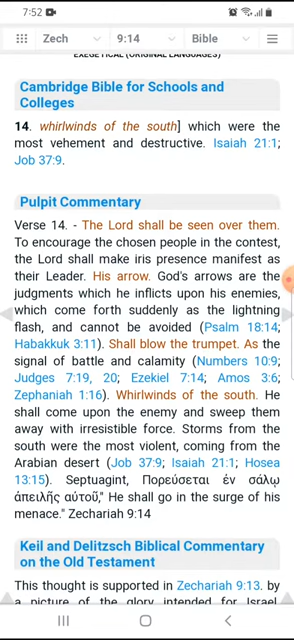 7:52
Zech 9:14 Bible
EXEGETICAL (ORIGINAL LANGUAGES)
Cambridge Bible for Schools and
Colleges
14. whirlwinds of the south] which were the
most vehement and destructive. Isaiah 21:1;
Job 37:9.
Pulpit Commentary
Verse 14. - The Lord shall be seen over them.
To encourage the chosen people in the contest,
the Lord shall make iris presence manifest as
their Leader. His arrow. God's arrows are the
judgments which he inflicts upon his enemies,
which come forth suddenly as the lightning
flash, and cannot be avoided (Psalm 18:14;
Habakkuk 3:11). Shall blow the trumpet. As the
signal of battle and calamity (Numbers 10:9;
Judges 7:19, 20; Ezekiel 7:14; Amos 3:6;
Zephaniah 1:16). Whirlwinds of the south. He
shall come upon the enemy and sweep them
away with irresistible force. Storms from the
south were the most violent, coming from the
Arabian desert (Job 37:9; Isaiah 21:1; Hosea
13:15). Septuagint, Πορεύσεται ἐν σάλῳ
ἀπειλῆς αὐτοῦ," He shall go in the surge of his
menace." Zechariah 9:14
Keil and Delitzsch Biblical Commentary
on the Old Testament
This thought is supported in Zechariah 9:13. by
a picture of the glory intended for Israel.